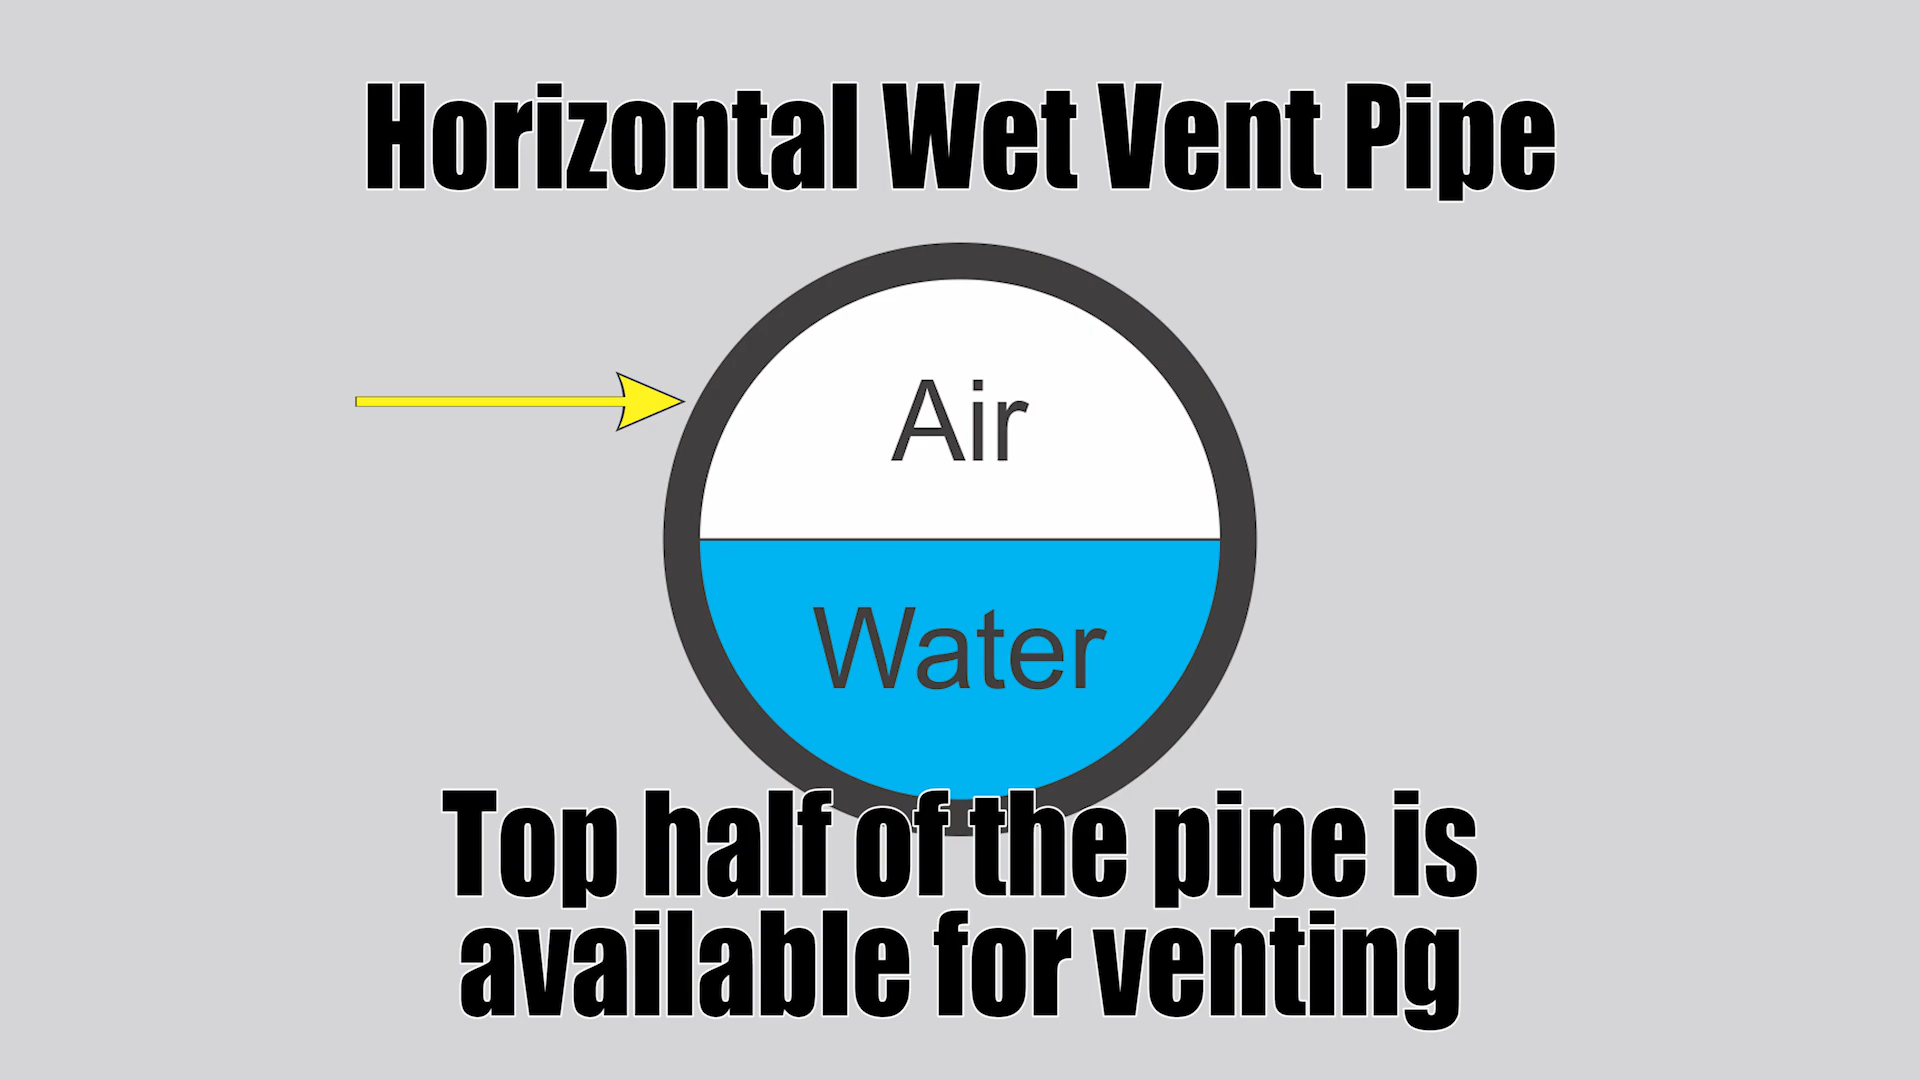 Horizontal Wet Vent Pipe
Air
Water
Top half of the pipe is
available for venting